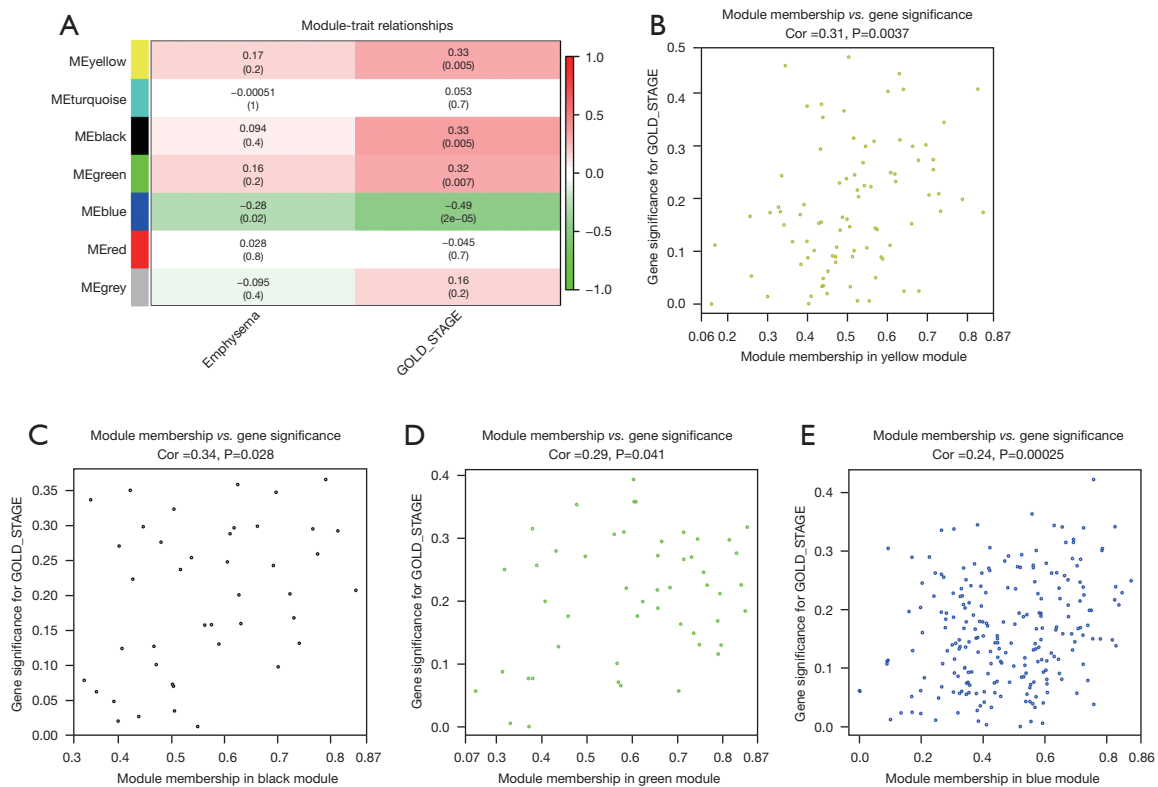 A
Module-trait relationships
MEyellow
0.17
(0.2)
0.33
(0.005)
MEturquoise
−0.00051
(1)
0.053
(0.7)
MEblack
0.094
(0.4)
0.33
(0.005)
MEgreen
0.16
(0.2)
0.32
(0.007)
MEblue
−0.28
(0.02)
−0.49
(2e−05)
MEred
0.028
(0.8)
−0.045
(0.7)
MEgrey
−0.095
(0.4)
0.16
(0.2)
1.0
0.5
0.0
−0.5
−1.0
Emphysema
GOLD_STAGE
B
Module membership vs. gene significance
Cor =0.31, P=0.0037
Gene significance for GOLD_STAGE
0.5
0.4
0.3
0.2
0.1
0.0
0.06 0.2 0.3 0.4 0.5 0.6 0.7 0.8 0.87
Module membership in yellow module
C
Module membership vs. gene significance
Cor =0.34, P=0.028
Gene significance for GOLD_STAGE
0.35
0.30
0.25
0.20
0.15
0.10
0.05
0.00
0.3 0.4 0.5 0.6 0.7 0.87
Module membership in black module
D
Module membership vs. gene significance
Cor =0.29, P=0.041
Gene significance for GOLD_STAGE
0.4
0.3
0.2
0.1
0.0
0.07 0.3 0.4 0.5 0.6 0.7 0.87
Module membership in green module
E
Module membership vs. gene significance
Cor =0.24, P=0.00025
Gene significance for GOLD_STAGE
0.4
0.3
0.2
0.1
0.0
0.0 0.2 0.4 0.6 0.86
Module membership in blue module